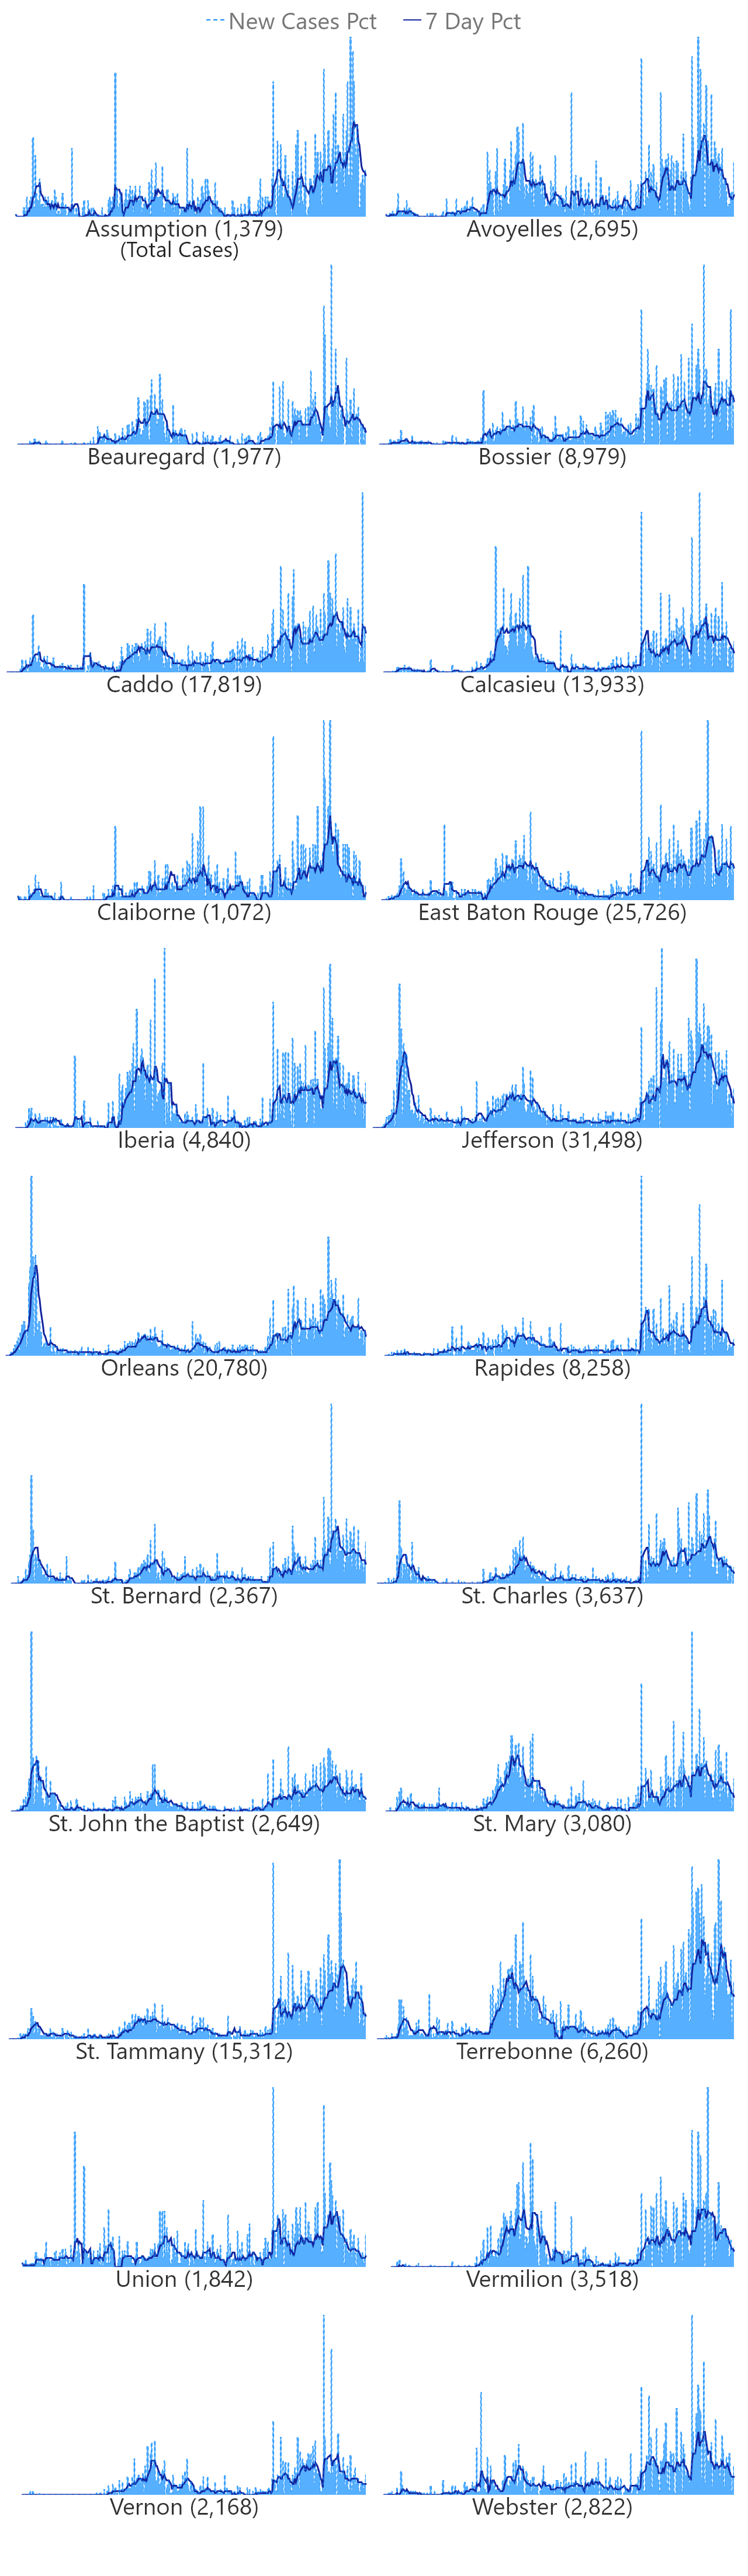 New Cases Pct 7 Day Pct
Assumption (1,379) Avoyelles (2,695)
(Total Cases)
Beauregard (1,977) Bossier (8,979)
Caddo (17,819) Calcasieu (13,933)
Claiborne (1,072) East Baton Rouge (25,726)
Iberia (4,840) Jefferson (31,498)
Orleans (20,780) Rapides (8,258)
St. Bernard (2,367) St. Charles (3,637)
St. John the Baptist (2,649) St. Mary (3,080)
St. Tammany (15,312) Terrebonne (6,260)
Union (1,842) Vermilion (3,518)
Vernon (2,168) Webster (2,822)